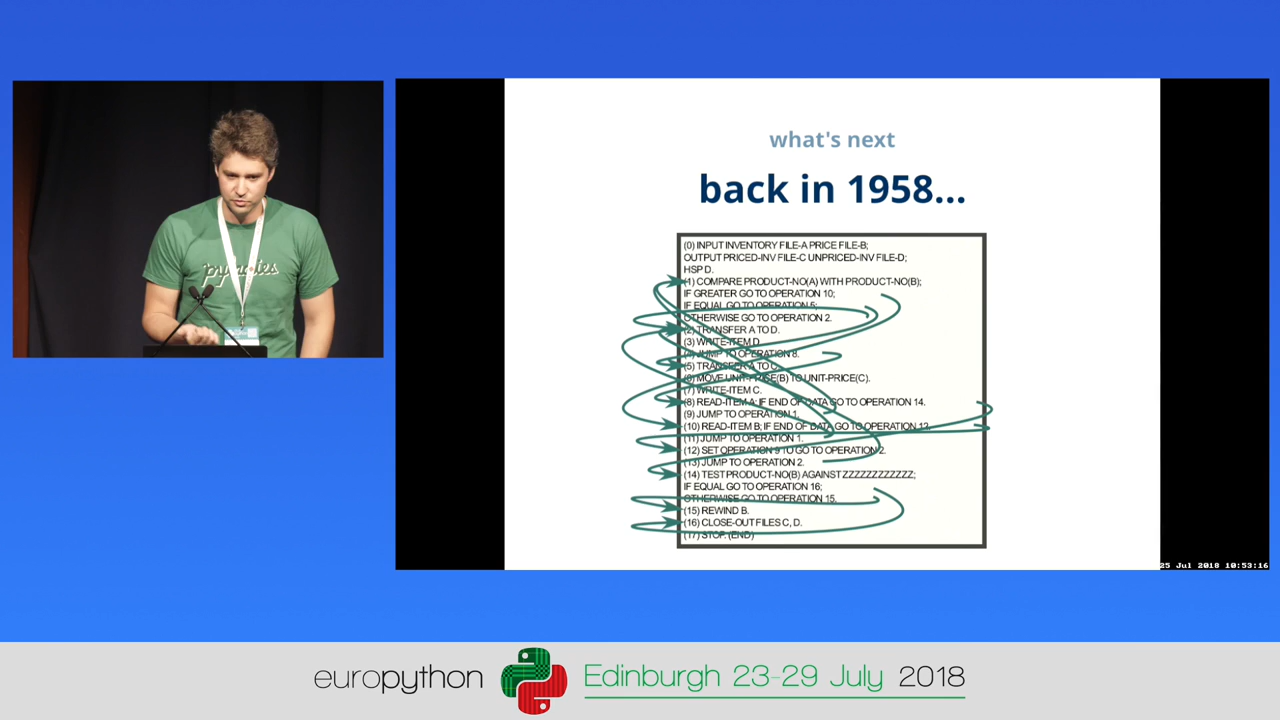 what's next
back in 1958...
(0) INPUT INVENTORY FILE-A PRICE FILE-B;
OUTPUT PRICED-INV FILE-C UNPRICED-INV FILE-D;
HSP D.
(1) COMPARE PRODUCT-NO(A) WITH PRODUCT-NO(B);
IF GREATER GO TO OPERATION 10;
IF EQUAL GO TO OPERATION 5;
OTHERWISE GO TO OPERATION 2.
(2) TRANSFER A TO D.
(3) WRITE-ITEM D.
(4) JUMP TO OPERATION 8.
(5) TRANSFER A TO C.
(6) MOVE UNIT-PRICE(B) TO UNIT-PRICE(C).
(7) WRITE-ITEM C.
(8) READ-ITEM A; IF END OF DATA GO TO OPERATION 14.
(9) JUMP TO OPERATION 1.
(10) READ-ITEM B; IF END OF DATA GO TO OPERATION 12.
(11) JUMP TO OPERATION 1.
(12) SET OPERATION 9 TO GO TO OPERATION 2.
(13) JUMP TO OPERATION 2.
(14) TEST PRODUCT-NO(B) AGAINST ZZZZZZZZZZZZ;
IF EQUAL GO TO OPERATION 16;
OTHERWISE GO TO OPERATION 15.
(15) REWIND B.
(16) CLOSE-OUT FILES C, D.
(17) STOP. (END)
25 Jul 2018 10:53:16
europython Edinburgh 23-29 July 2018